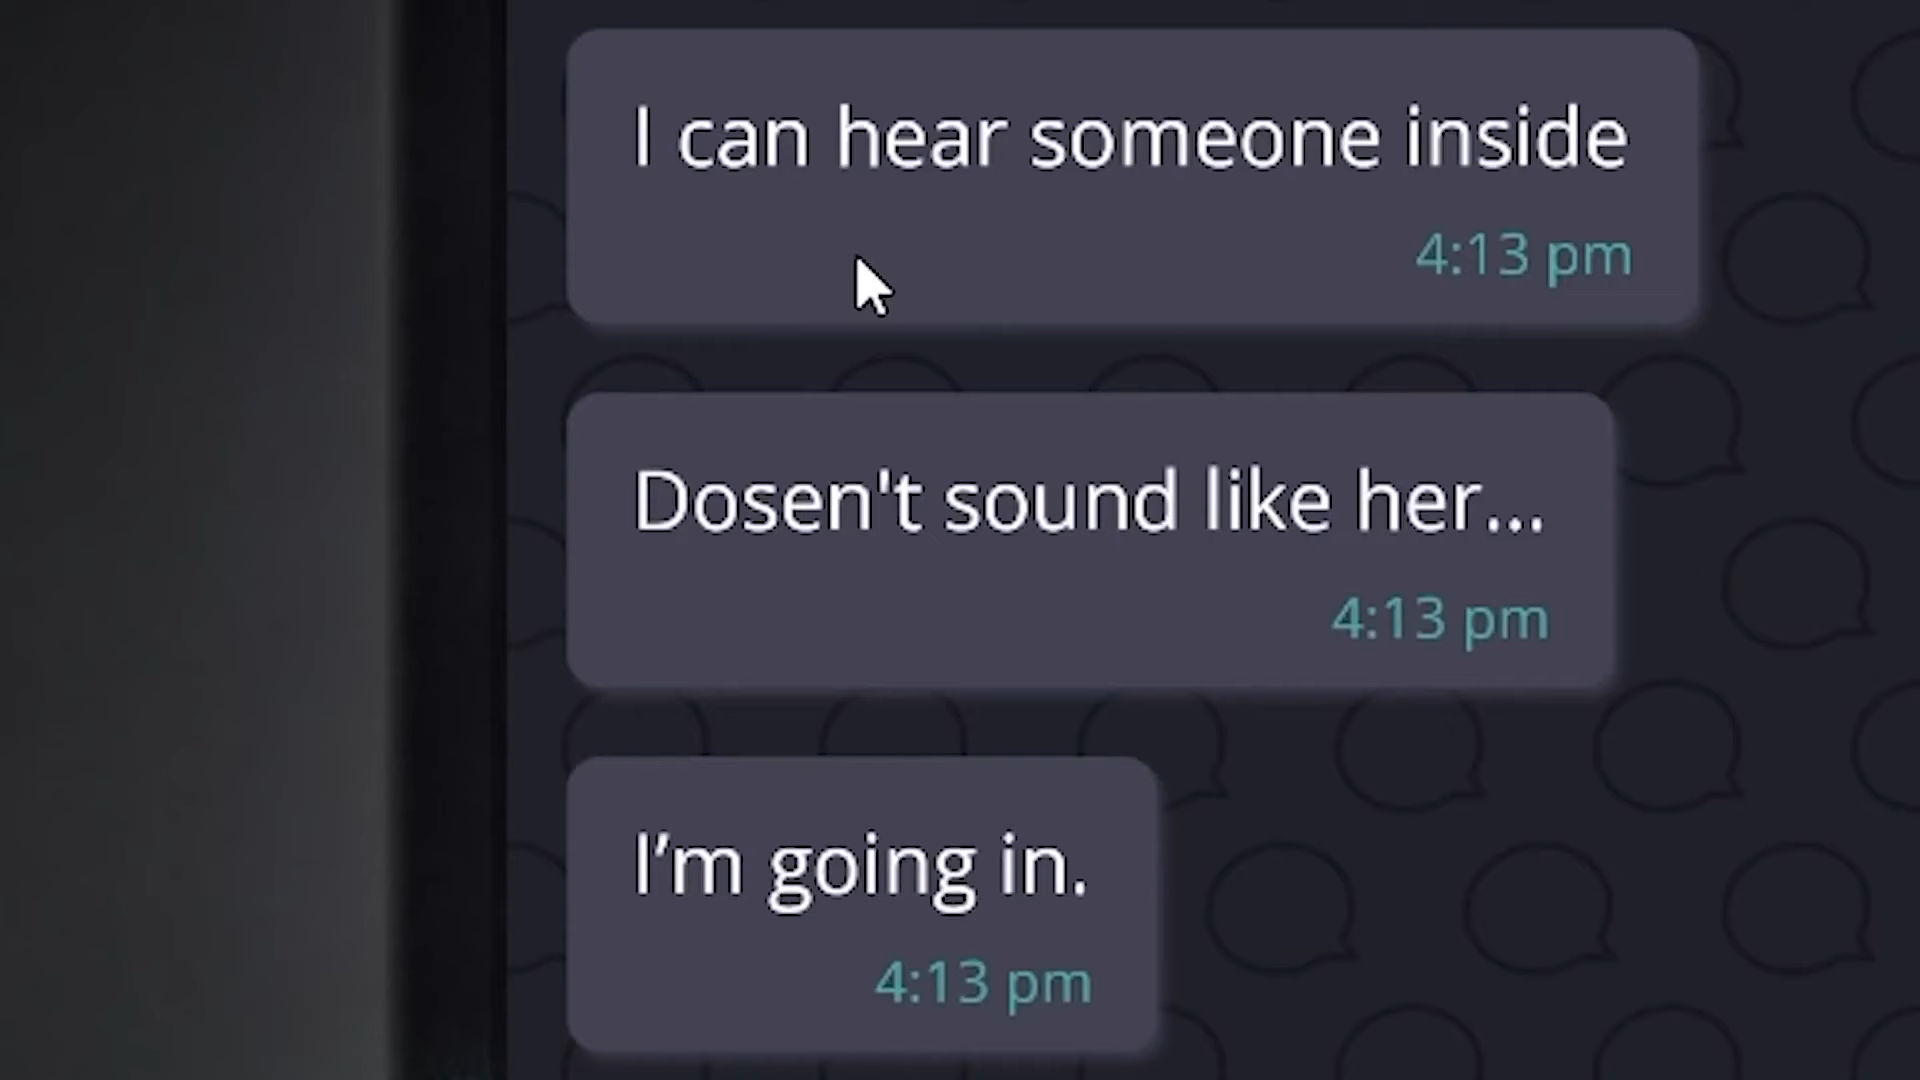 I can hear someone inside
4:13 pm
Dosen't sound like her...
4:13 pm
I’m going in.
4:13 pm